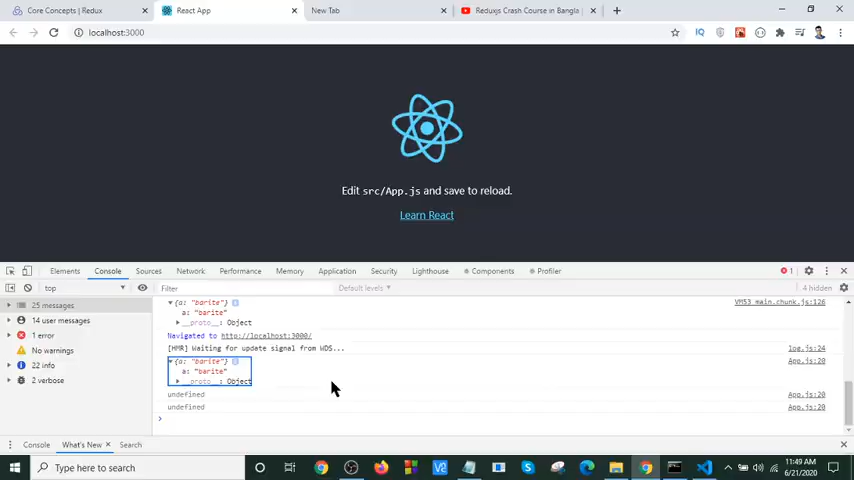 Core Concepts | Redux
React App
New Tab
Reduxjs Crash Course in Bangla
localhost:3000
IQ
Edit src/App.js and save to reload.
Learn React
Elements
Console
Sources
Network
Performance
Memory
Application
Security
Lighthouse
Components
Profiler
1
top
Filter
Default levels
4 hidden
25 messages
14 user messages
1 error
No warnings
22 info
2 verbose
{a: "barite"}
VM53 main.chunk.js:126
a: "barite"
__proto__: Object
Navigated to http://localhost:3000/
[HMR] Waiting for update signal from WDS...
log.js:24
{a: "barite"}
App.js:20
a: "barite"
__proto__: Object
undefined
App.js:20
undefined
App.js:20
Console
What's New
Search
Type here to search
11:49 AM
6/21/2020